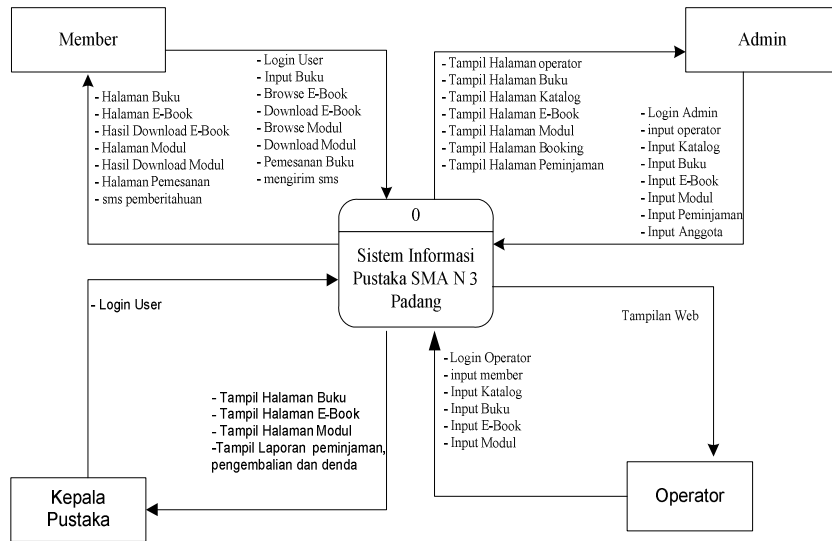 Member
- Login User
- Input Buku
- Browse E-Book
- Download E-Book
- Browse Modul
- Download Modul
- Pemesanan Buku
- mengirim sms
- Halaman Buku
- Halaman E-Book
- Hasil Download E-Book
- Halaman Modul
- Hasil Download Modul
- Halaman Pemesanan
- sms pemberitahuan
Admin
- Tampil Halaman operator
- Tampil Halaman Buku
- Tampil Halaman Katalog
- Tampil Halaman E-Book
- Tampil Halaman Modul
- Tampil Halaman Booking
- Tampil Halaman Peminjaman
- Login Admin
- input operator
- Input Katalog
- Input Buku
- Input E-Book
- Input Modul
- Input Peminjaman
- Input Anggota
0
Sistem Informasi
Pustaka SMA N 3
Padang
- Login User
- Tampil Halaman Buku
- Tampil Halaman E-Book
- Tampil Halaman Modul
-Tampil Laporan peminjaman,
pengembalian dan denda
Kepala
Pustaka
- Login Operator
- input member
- Input Katalog
- Input Buku
- Input E-Book
- Input Modul
Tampilan Web
Operator